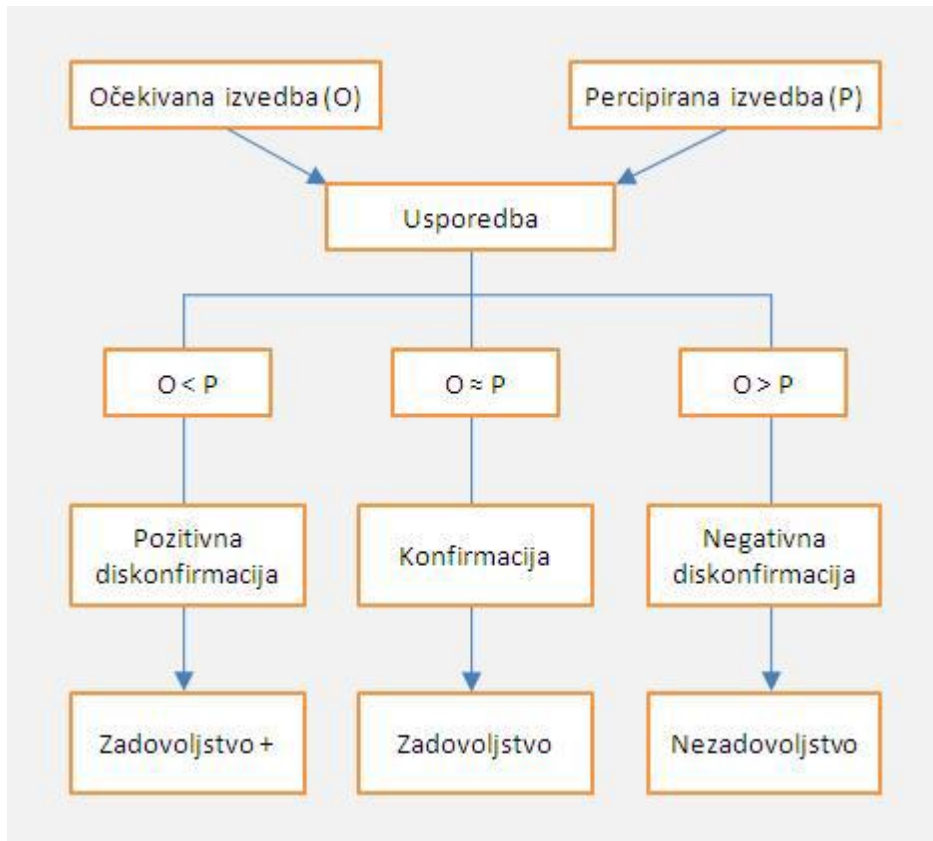 Očekivana izvedba (O)
Percipirana izvedba (P)
Usporedba
O < P
O ≈ P
O > P
Pozitivna
diskonfirmacija
Konfirmacija
Negativna
diskonfirmacija
Zadovoljstvo +
Zadovoljstvo
Nezadovoljstvo